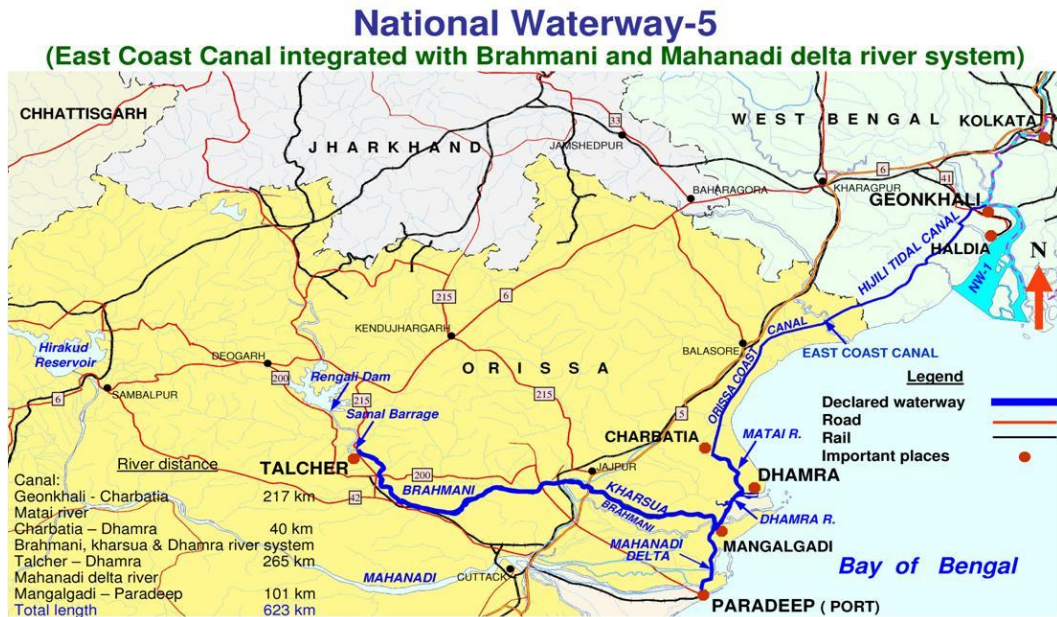 National Waterway-5
(East Coast Canal integrated with Brahmani and Mahanadi delta river system)
CHHATTISGARH
JHARKHAND
33
JAMSHEDPUR
WEST BENGAL
KOLKATA
BAHARAGORA
KHARAGPUR
6
41
GEONKHALI
HALDIA
HIJILI TIDAL CANAL
NW-1
N
215
6
KENDUJHARGARH
Hirakud
Reservoir
DEOGARH
ORISSA
BALASORE
CANAL
ORISSA COAST
EAST COAST CANAL
200
Rengali Dam
SAMBALPUR
6
215
Samal Barrage
215
5
Legend
Declared waterway
Road
Rail
Important places
CHARBATIA
MATAI R.
TALCHER
200
JAJPUR
DHAMRA
42
BRAHMANI
KHARSUA
BRAHMANI
DHAMRA R.
MANGALGADI
MAHANADI
DELTA
MAHANADI
CUTTACK
Bay of Bengal
PARADEEP ( PORT)
River distance
Canal:
Geonkhali - Charbatia 217 km
Matai river
Charbatia – Dhamra 40 km
Brahmani, kharsua & Dhamra river system
Talcher – Dhamra 265 km
Mahanadi delta river
Mangalgadi – Paradeep 101 km
Total length 623 km